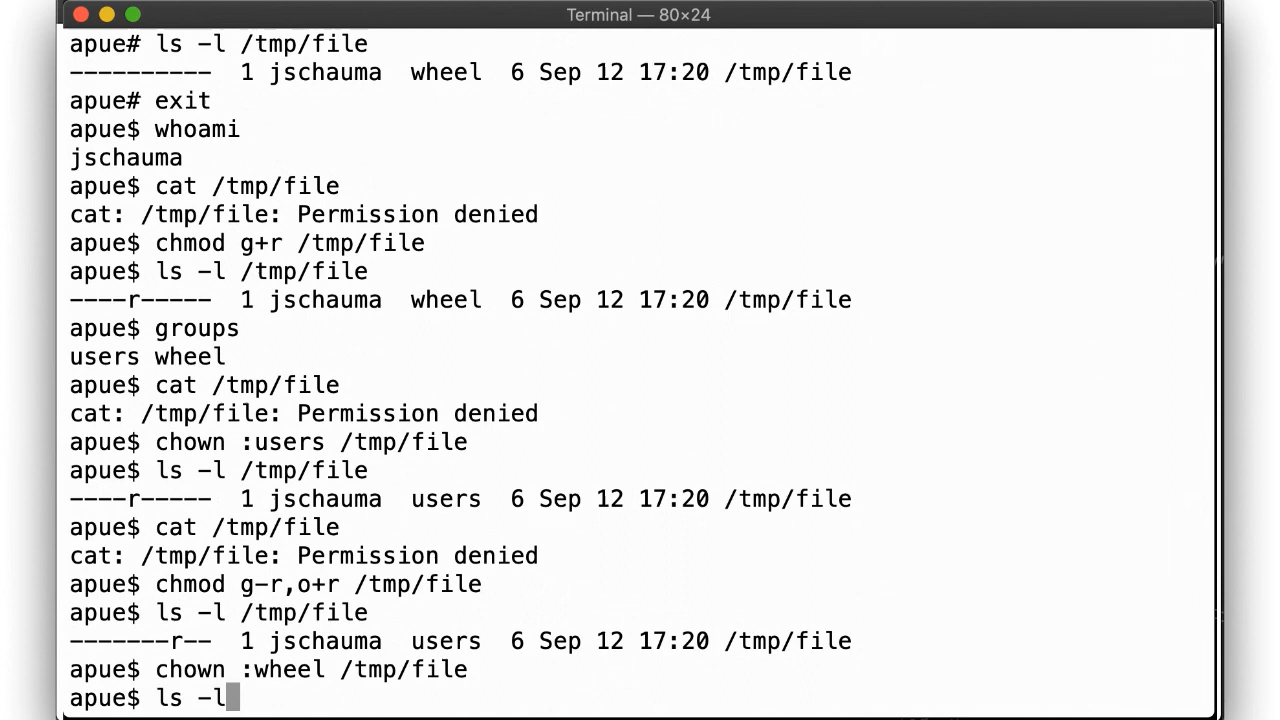 Terminal — 80×24
apue# ls -l /tmp/file
----------  1 jschauma  wheel  6 Sep 12 17:20 /tmp/file
apue# exit
apue$ whoami
jschauma
apue$ cat /tmp/file
cat: /tmp/file: Permission denied
apue$ chmod g+r /tmp/file
apue$ ls -l /tmp/file
----r-----  1 jschauma  wheel  6 Sep 12 17:20 /tmp/file
apue$ groups
users wheel
apue$ cat /tmp/file
cat: /tmp/file: Permission denied
apue$ chown :users /tmp/file
apue$ ls -l /tmp/file
----r-----  1 jschauma  users  6 Sep 12 17:20 /tmp/file
apue$ cat /tmp/file
cat: /tmp/file: Permission denied
apue$ chmod g-r,o+r /tmp/file
apue$ ls -l /tmp/file
-------r--  1 jschauma  users  6 Sep 12 17:20 /tmp/file
apue$ chown :wheel /tmp/file
apue$ ls -l